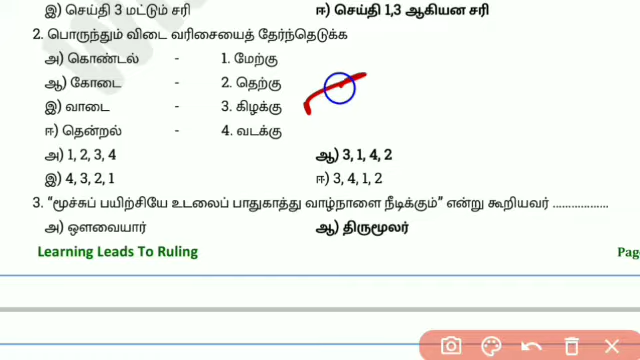 இ) செய்தி 3 மட்டும் சரி ஈ) செய்தி 1,3 ஆகியன சரி
2. பொருந்தும் விடை வரிசையைத் தேர்ந்தெடுக்க
அ) கொண்டல் - 1. மேற்கு
ஆ) கோடை - 2. தெற்கு
இ) வாடை - 3. கிழக்கு
ஈ) தென்றல் - 4. வடக்கு
அ) 1, 2, 3, 4 ஆ) 3, 1, 4, 2
இ) 4, 3, 2, 1 ஈ) 3, 4, 1, 2
3. “மூச்சுப் பயிற்சியே உடலைப் பாதுகாத்து வாழ்நாளை நீடிக்கும்” என்று கூறியவர் ..................
அ) ஔவையார் ஆ) திருமூலர்
Learning Leads To Ruling Pag